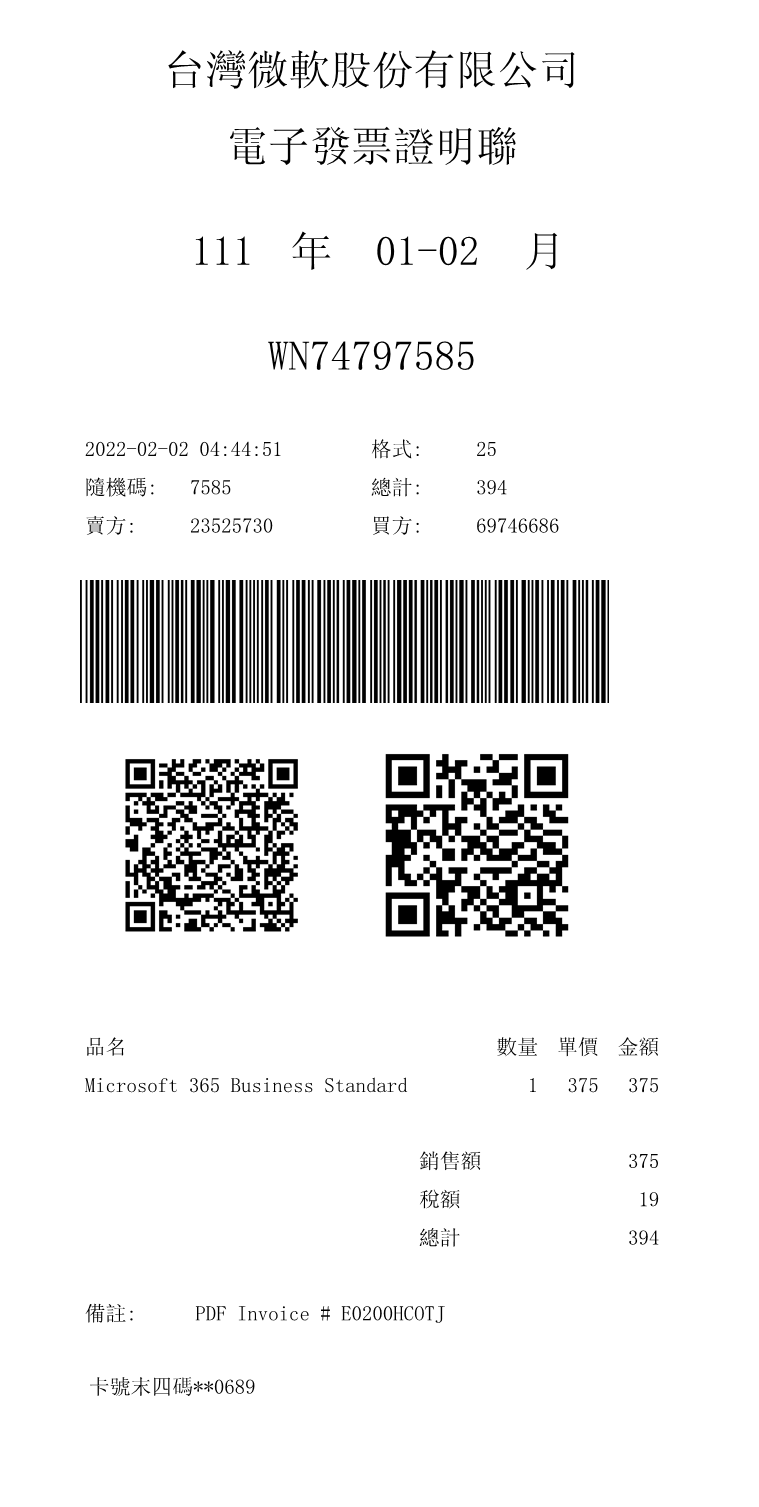 台灣微軟股份有限公司
電子發票證明聯
111 年 01-02 月
WN74797585
2022-02-02 04:44:51 格式: 25
隨機碼: 7585 總計: 394
賣方: 23525730 買方: 69746686
品名 數量 單價 金額
Microsoft 365 Business Standard 1 375 375
銷售額 375
稅額 19
總計 394
備註: PDF Invoice # E0200HCOTJ
卡號末四碼**0689